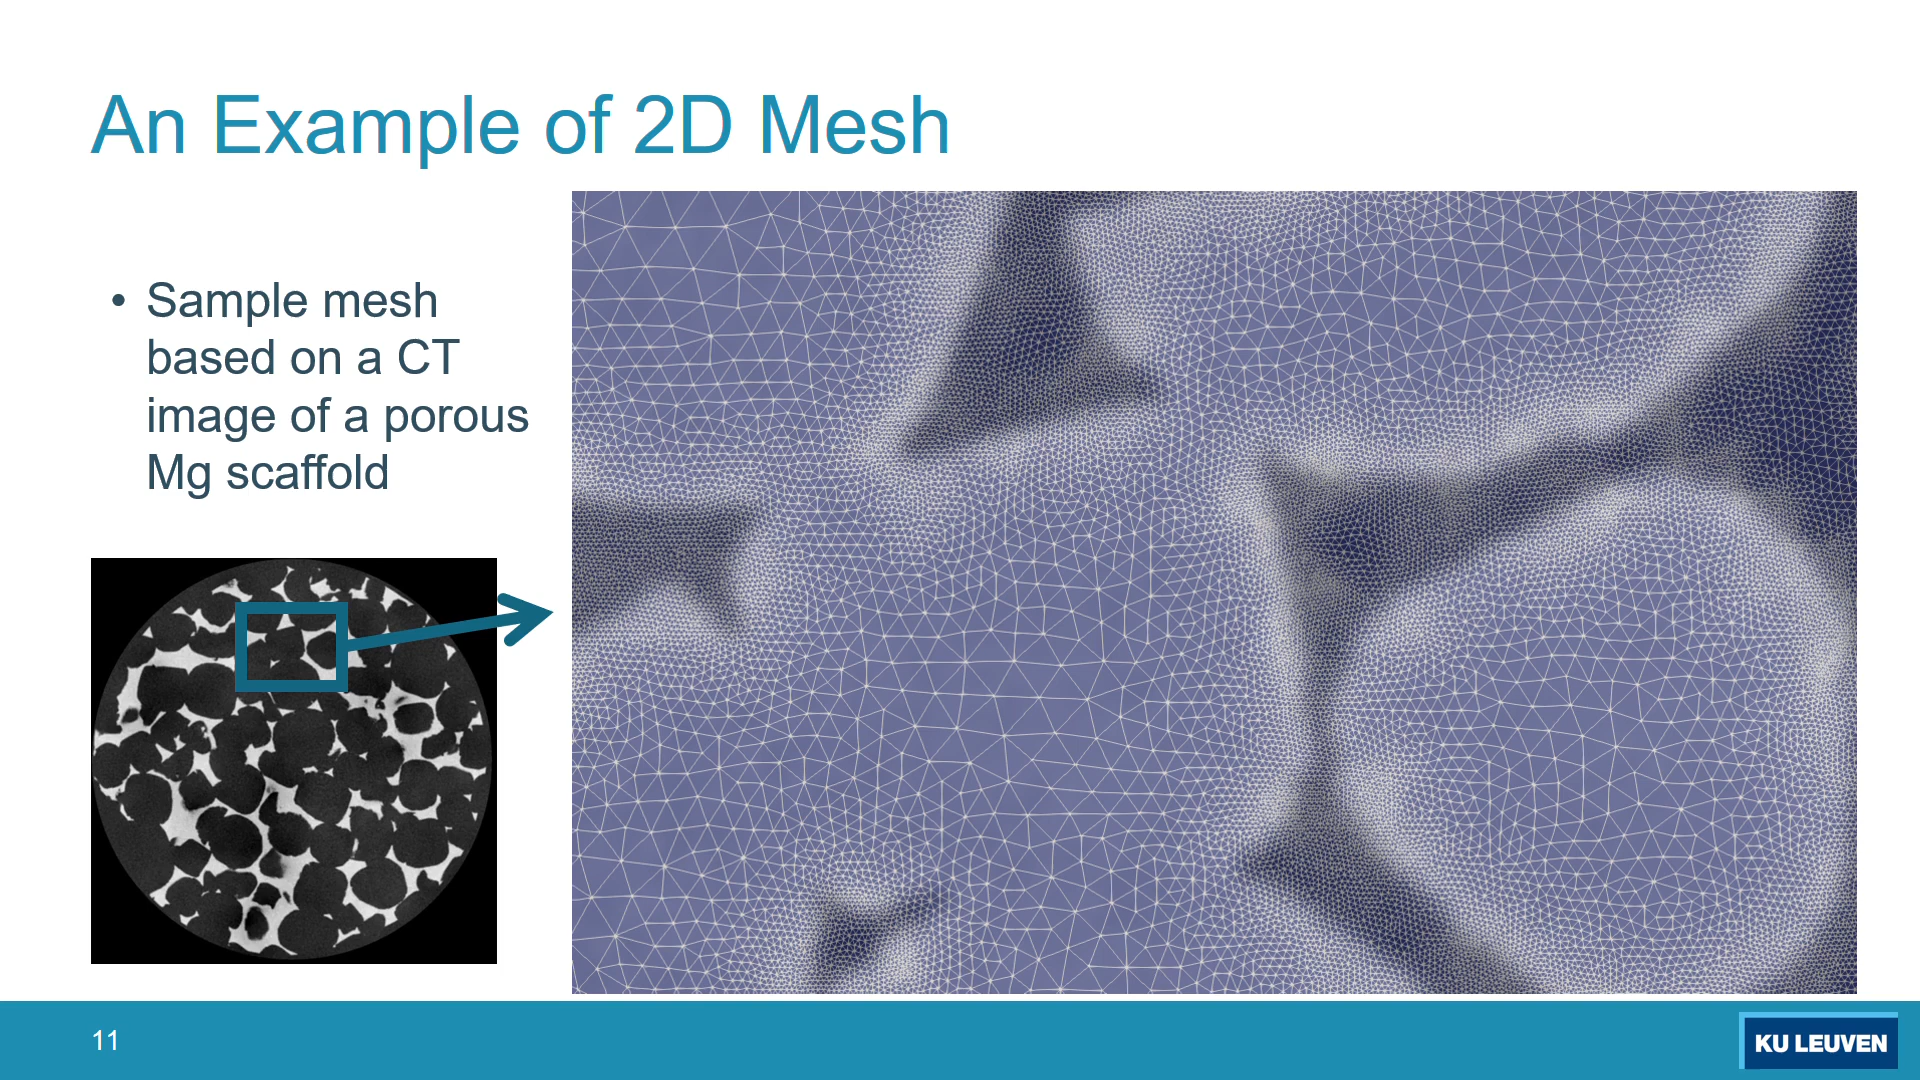 An Example of 2D Mesh
• Sample mesh
based on a CT
image of a porous
Mg scaffold
11
KU LEUVEN